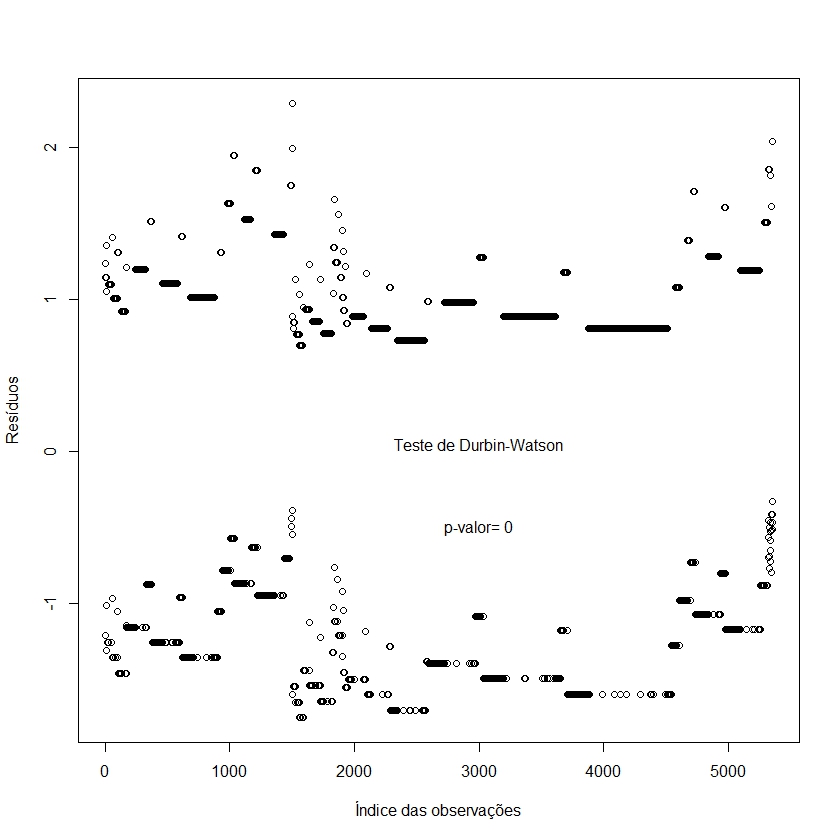 2
1
0
-1
Resíduos
Teste de Durbin-Watson
p-valor= 0
0
1000
2000
3000
4000
5000
Índice das observações